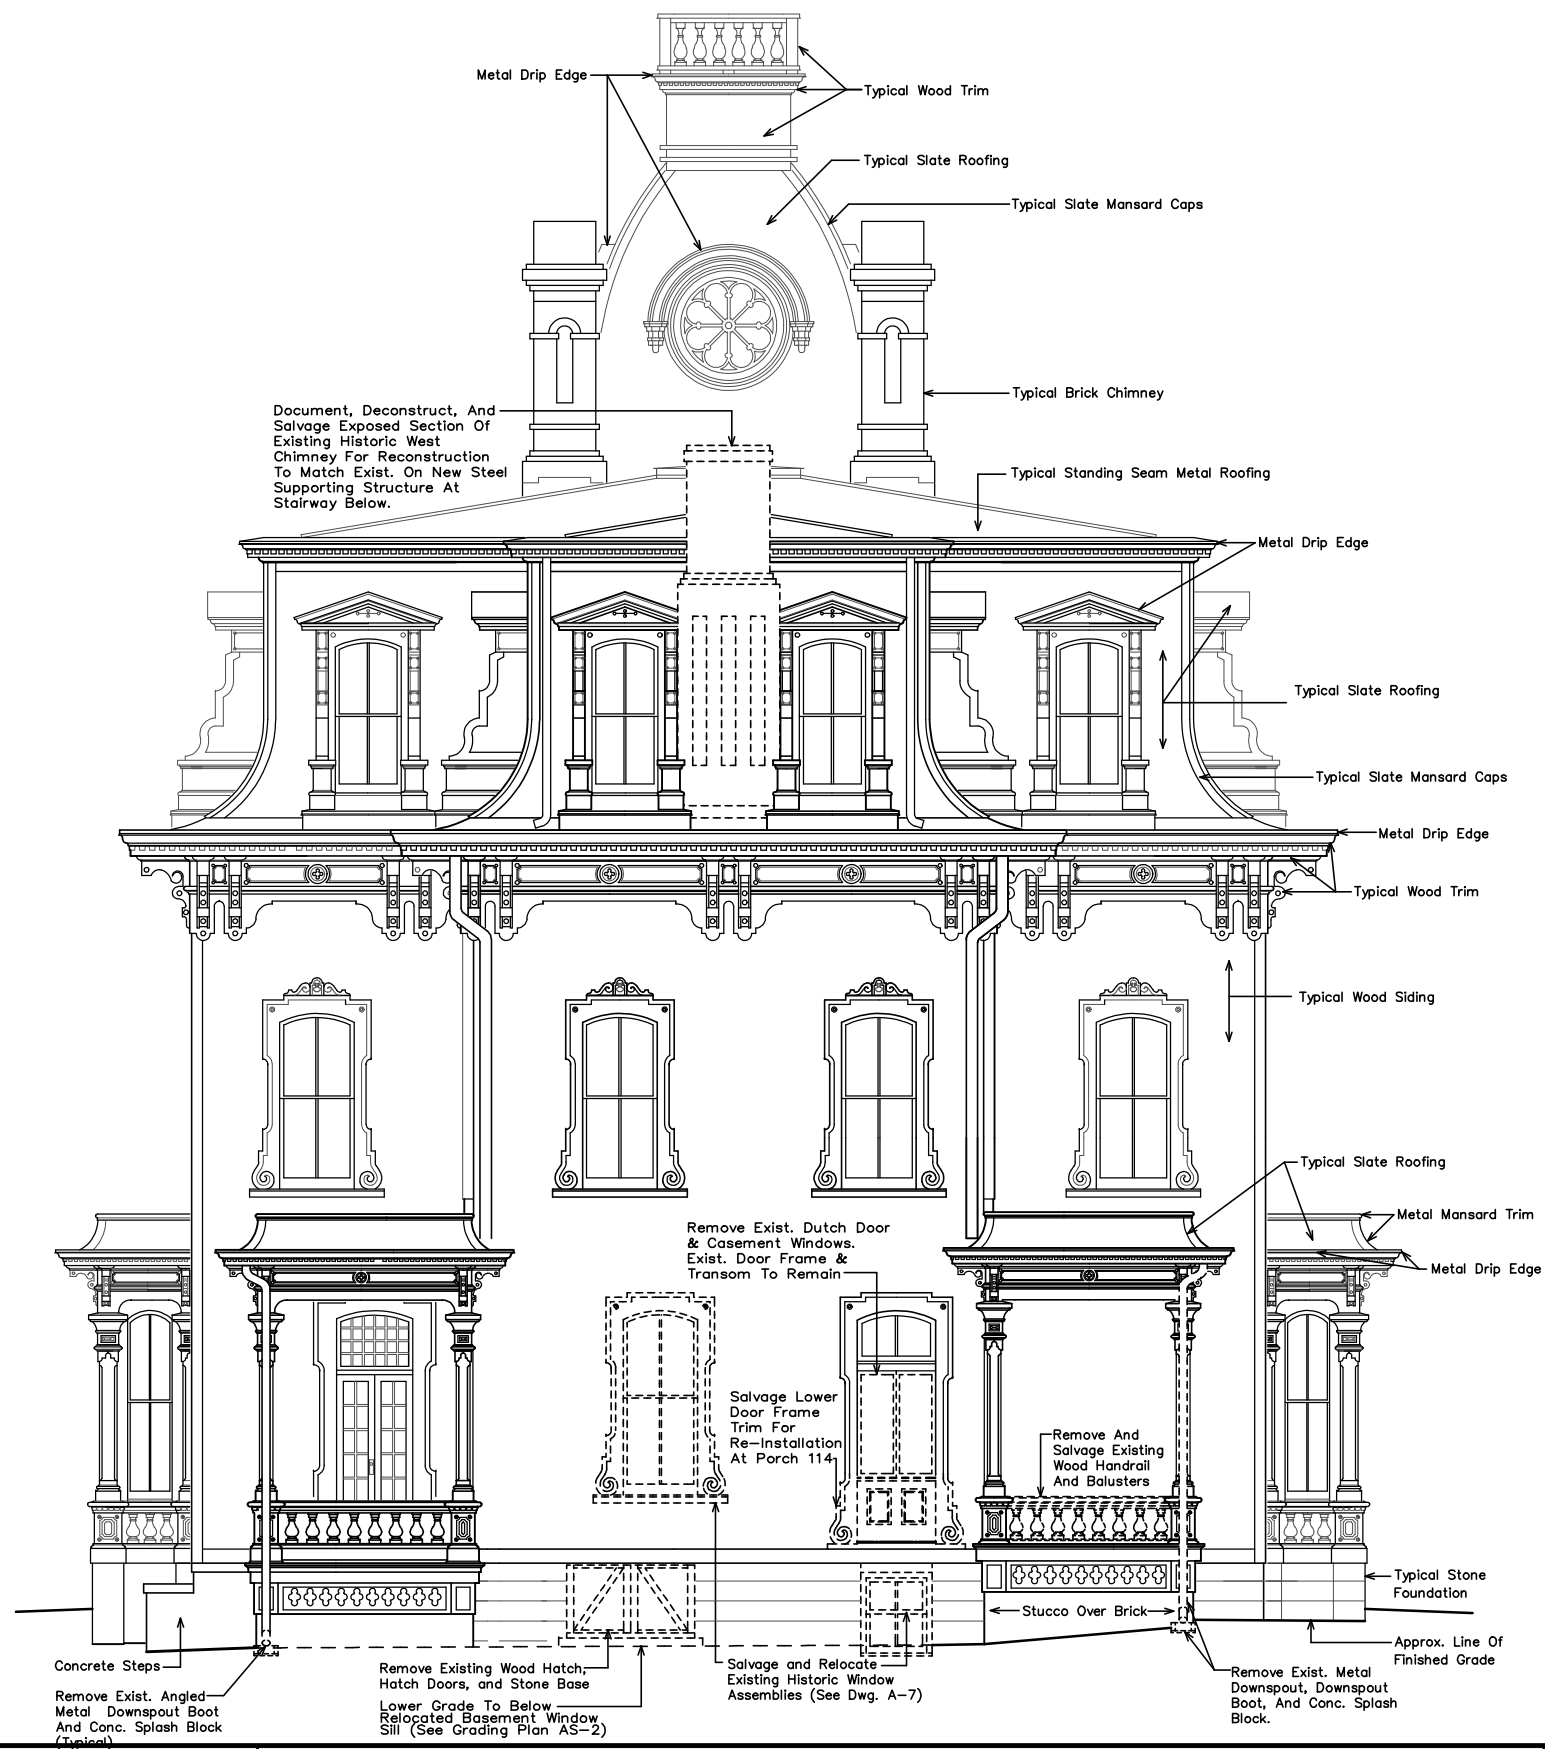 Metal Drip Edge
Typical Wood Trim
Typical Slate Roofing
Typical Slate Mansard Caps
Typical Brick Chimney
Document, Deconstruct, And
Salvage Exposed Section Of
Existing Historic West
Chimney For Reconstruction
To Match Exist. On New Steel
Supporting Structure At
Stairway Below.
Typical Standing Seam Metal Roofing
Metal Drip Edge
Typical Slate Roofing
Typical Slate Mansard Caps
Metal Drip Edge
Typical Wood Trim
Typical Wood Siding
Typical Slate Roofing
Metal Mansard Trim
Metal Drip Edge
Remove Exist. Dutch Door
& Casement Windows.
Exist. Door Frame &
Transom To Remain
Salvage Lower
Door Frame
Trim For
Re-Installation
At Porch 114
Remove And
Salvage Existing
Wood Handrail
And Balusters
Typical Stone
Foundation
Stucco Over Brick
Approx. Line Of
Finished Grade
Concrete Steps
Remove Exist. Angled
Metal Downspout Boot
And Conc. Splash Block
(Typical)
Remove Existing Wood Hatch,
Hatch Doors, and Stone Base
Lower Grade To Below
Relocated Basement Window
Sill (See Grading Plan AS-2)
Salvage and Relocate
Existing Historic Window
Assemblies (See Dwg. A-7)
Remove Exist. Metal
Downspout, Downspout
Boot, And Conc. Splash
Block.